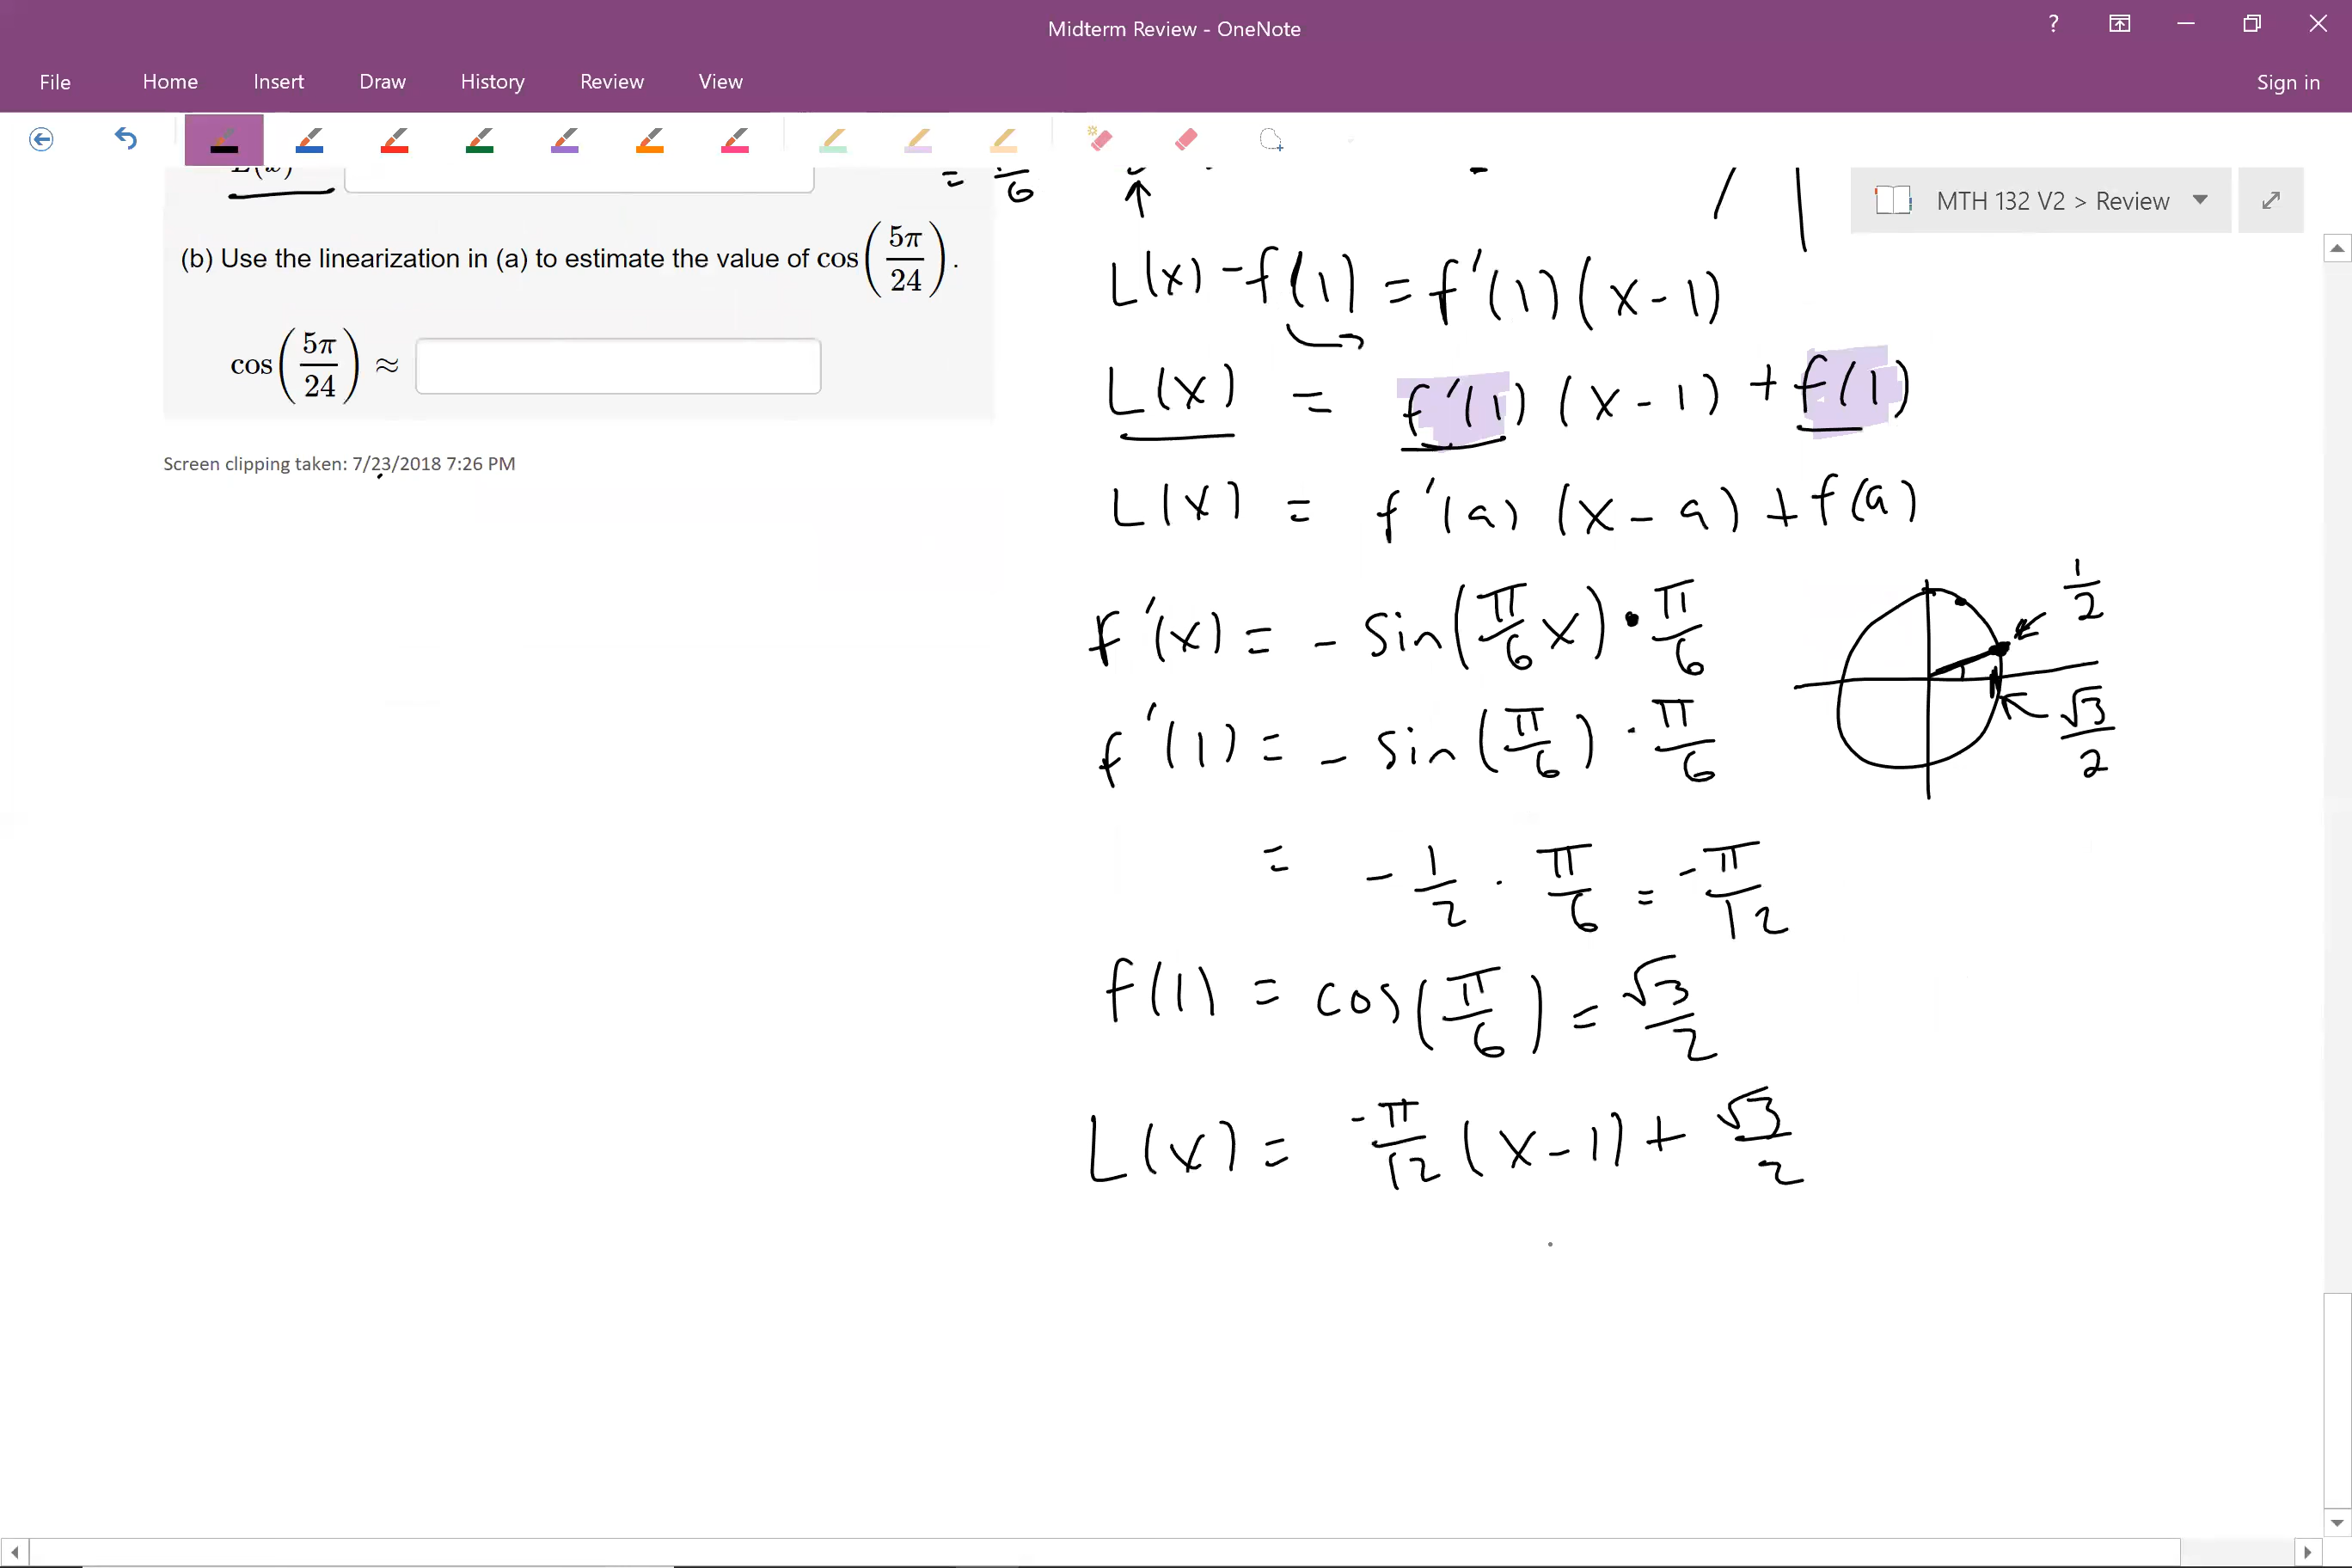 Midterm Review - OneNote
?
File Home Insert Draw History Review View
Sign in
MTH 132 V2 > Review
= 6
(b) Use the linearization in (a) to estimate the value of cos(5π/24).
cos(5π/24) ≈
Screen clipping taken: 7/23/2018 7:26 PM
L(x) - f(1) = f'(1)(x-1)
L(x) = f'(1)(x-1) + f(1)
L(x) = f'(a)(x-a) + f(a)
f'(x) = - sin(π/6 x) · π/6
1/2
√3/2
f'(1) = - sin(π/6) · π/6
= - 1/2 · π/6 = -π/12
f(1) = cos(π/6) = √3/2
L(x) = -π/12 (x-1) + √3/2